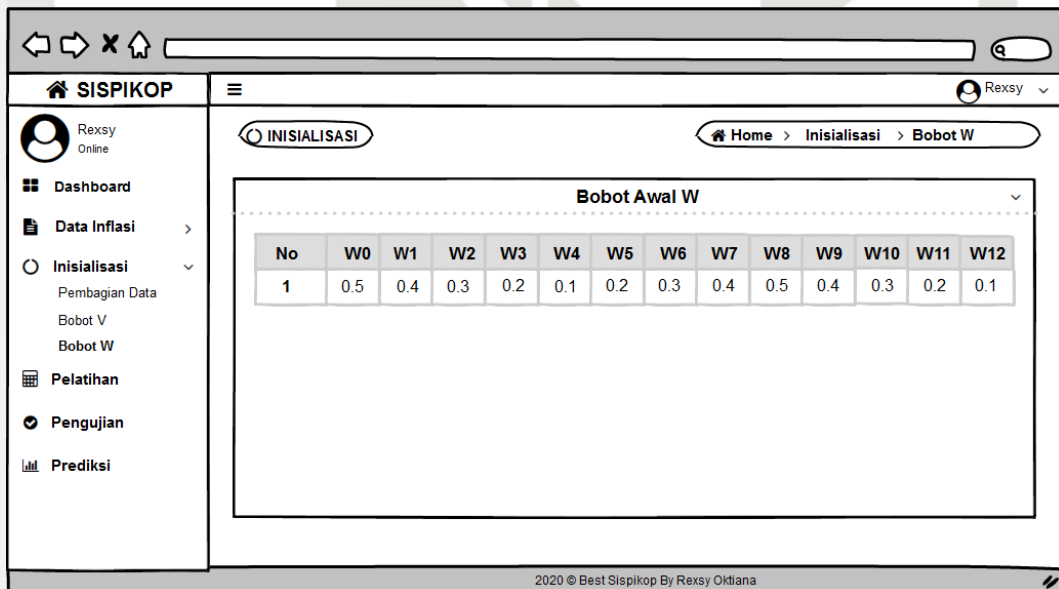 SISPIKOP
Rexsy
Rexsy
Online
INISIALISASI
Home > Inisialisasi > Bobot W
Dashboard
Data Inflasi
Inisialisasi
Pembagian Data
Bobot V
Bobot W
Pelatihan
Pengujian
Prediksi
Bobot Awal W
No W0 W1 W2 W3 W4 W5 W6 W7 W8 W9 W10 W11 W12
1 0.5 0.4 0.3 0.2 0.1 0.2 0.3 0.4 0.5 0.4 0.3 0.2 0.1
2020 © Best Sispikop By Rexsy Oktiana